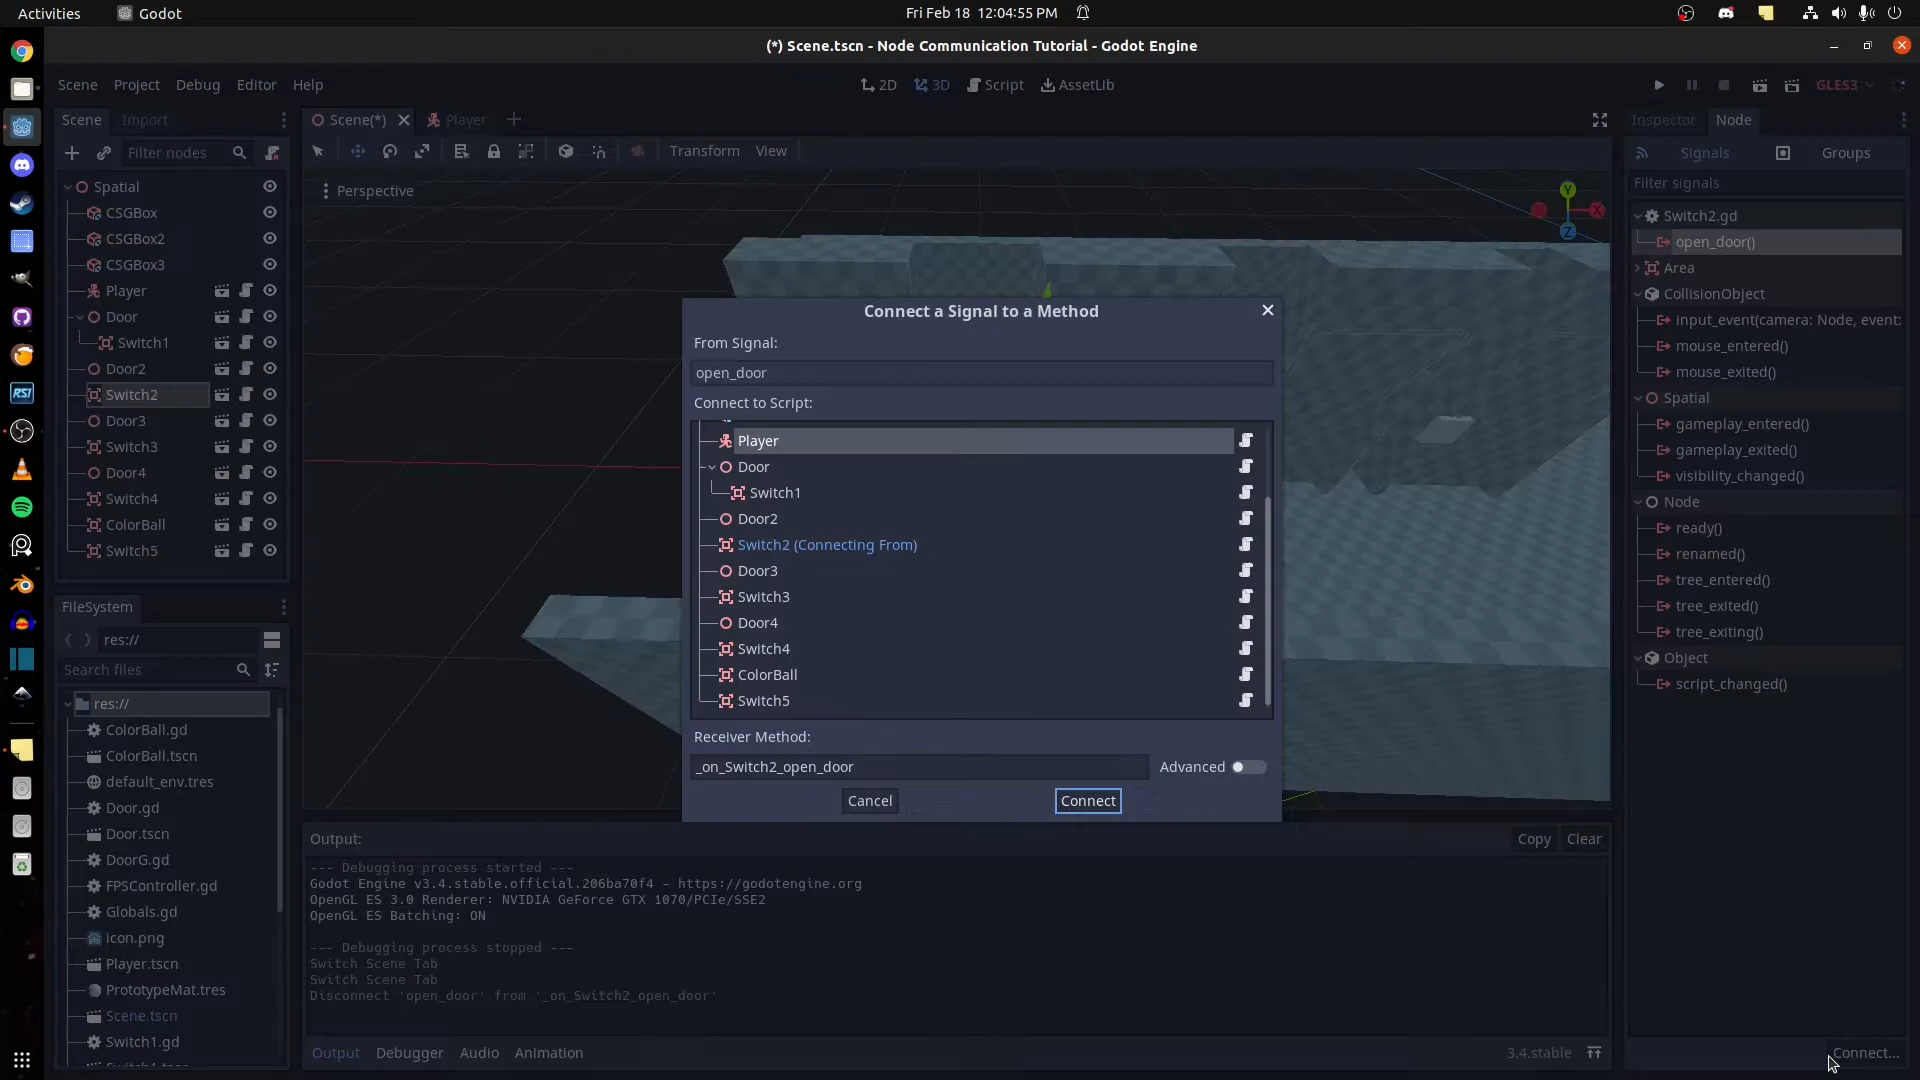 Activities
Godot
Fri Feb 18 12:04:55 PM
(*) Scene.tscn - Node Communication Tutorial - Godot Engine
Scene Project Debug Editor Help
2D 3D Script AssetLib
GLES3
Scene Import
Filter nodes
Spatial
CSGBox
CSGBox2
CSGBox3
Player
Door
Switch1
Door2
Switch2
Door3
Switch3
Door4
Switch4
ColorBall
Switch5
FileSystem
res://
Search files
res://
ColorBall.gd
ColorBall.tscn
default_env.tres
Door.gd
Door.tscn
DoorG.gd
FPSController.gd
Globals.gd
icon.png
Player.tscn
PrototypeMat.tres
Scene.tscn
Switch1.gd
Switch1.tscn
RSI
Scene(*)
Player
Transform View
Perspective
Y
X
Z
Connect a Signal to a Method
From Signal:
open_door
Connect to Script:
Player
Door
Switch1
Door2
Switch2 (Connecting From)
Door3
Switch3
Door4
Switch4
ColorBall
Switch5
Receiver Method:
_on_Switch2_open_door
Advanced
Cancel
Connect
Output:
Copy Clear
--- Debugging process started ---
Godot Engine v3.4.stable.official.206ba70f4 - https://godotengine.org
OpenGL ES 3.0 Renderer: NVIDIA GeForce GTX 1070/PCIe/SSE2
OpenGL ES Batching: ON
--- Debugging process stopped ---
Switch Scene Tab
Switch Scene Tab
Disconnect 'open_door' from '_on_Switch2_open_door'
Output Debugger Audio Animation
3.4.stable
Inspector Node
Signals Groups
Filter signals
Switch2.gd
open_door()
Area
CollisionObject
input_event(camera: Node, event:
mouse_entered()
mouse_exited()
Spatial
gameplay_entered()
gameplay_exited()
visibility_changed()
Node
ready()
renamed()
tree_entered()
tree_exited()
tree_exiting()
Object
script_changed()
Connect...